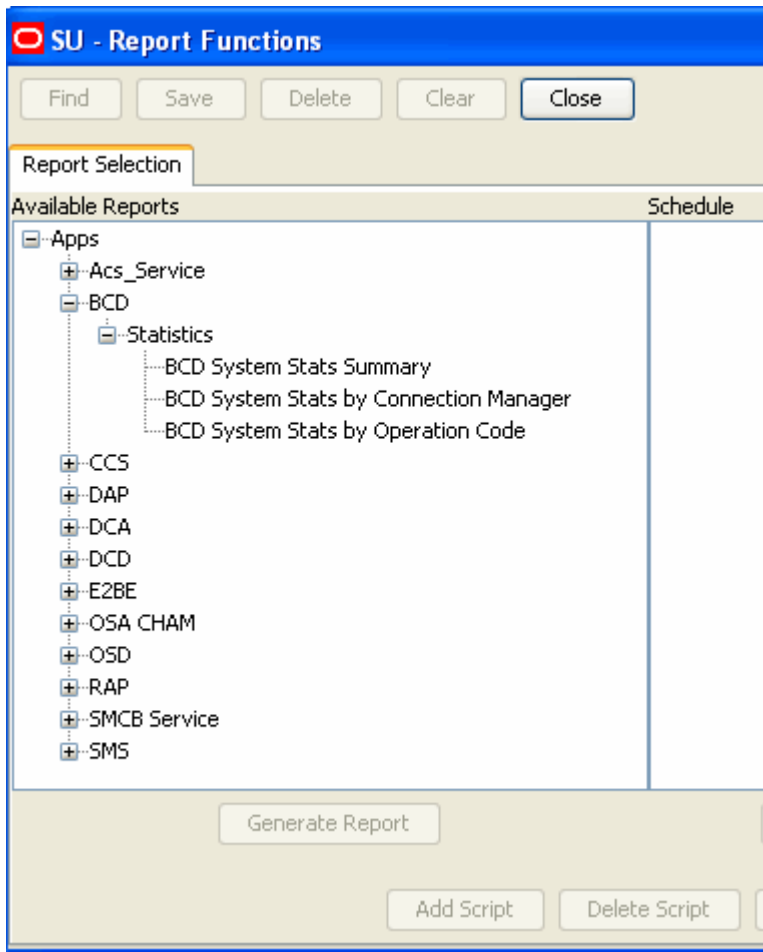 SU - Report Functions
Find Save Delete Clear Close
Report Selection
Available Reports Schedule
Apps
Acs_Service
BCD
Statistics
BCD System Stats Summary
BCD System Stats by Connection Manager
BCD System Stats by Operation Code
CCS
DAP
DCA
DCD
E2BE
OSA CHAM
OSD
RAP
SMCB Service
SMS
Generate Report
Add Script Delete Script